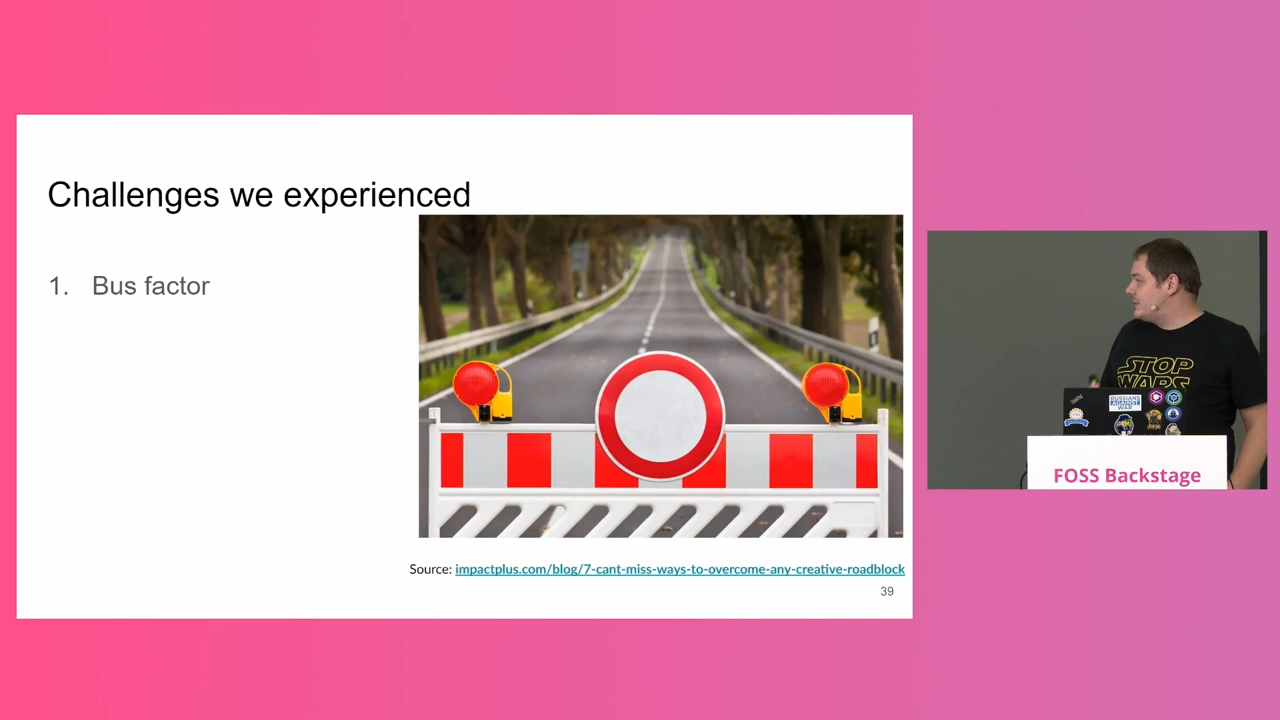 Challenges we experienced
1. Bus factor
Source: impactplus.com/blog/7-cant-miss-ways-to-overcome-any-creative-roadblock
39
STOP
WARS
RUSSIANS
AGAINST
WAR
FOSS Backstage